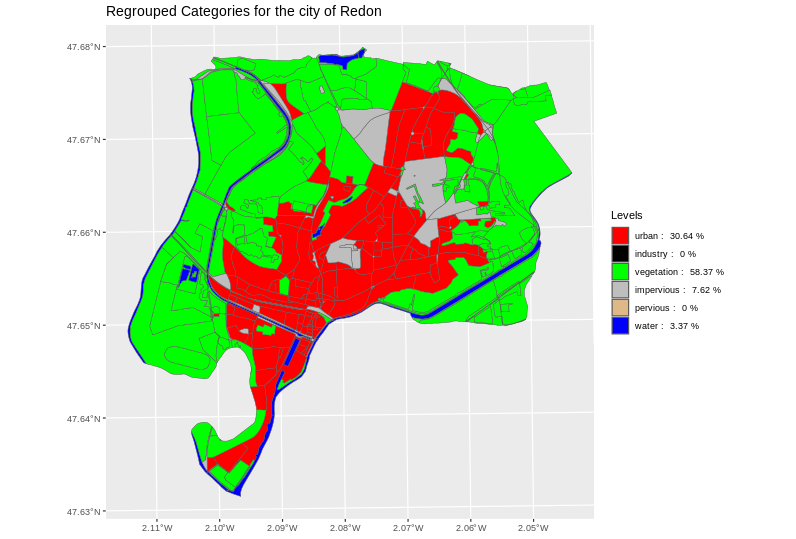 Regrouped Categories for the city of Redon
47.68°N
47.67°N
47.66°N
47.65°N
47.64°N
47.63°N
2.11°W
2.10°W
2.09°W
2.08°W
2.07°W
2.06°W
2.05°W
Levels
urban : 30.64 %
industry : 0 %
vegetation : 58.37 %
impervious : 7.62 %
pervious : 0 %
water : 3.37 %